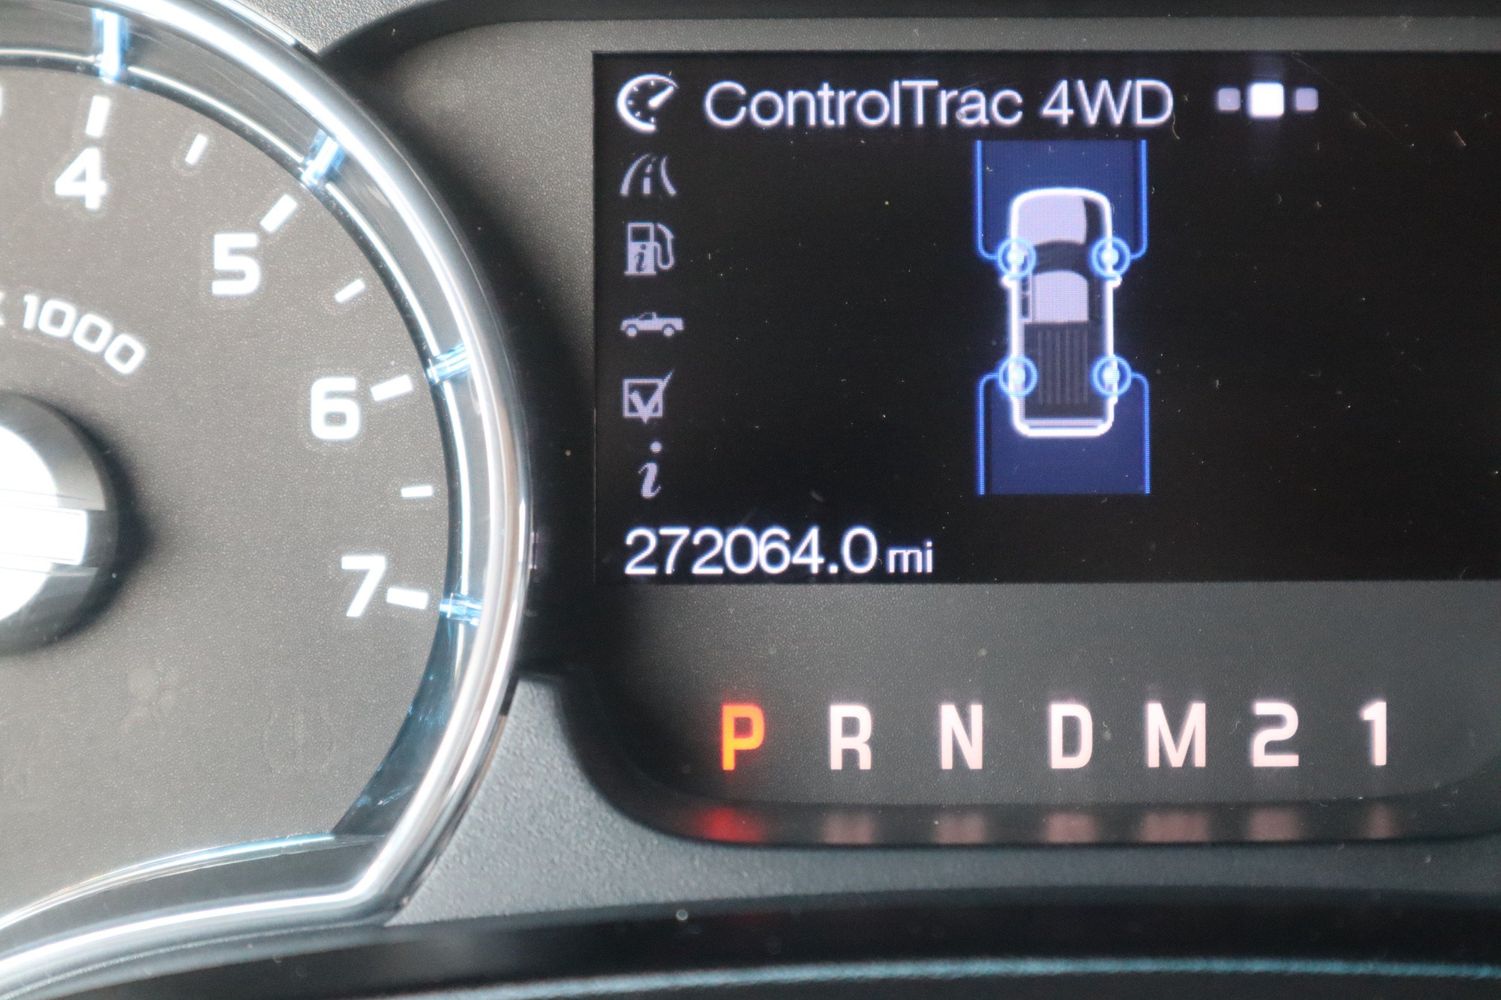 ControlTrac 4WD
4
5
x 1000
6
7
i
i
i
272064.0 mi
P R N D M 2 1